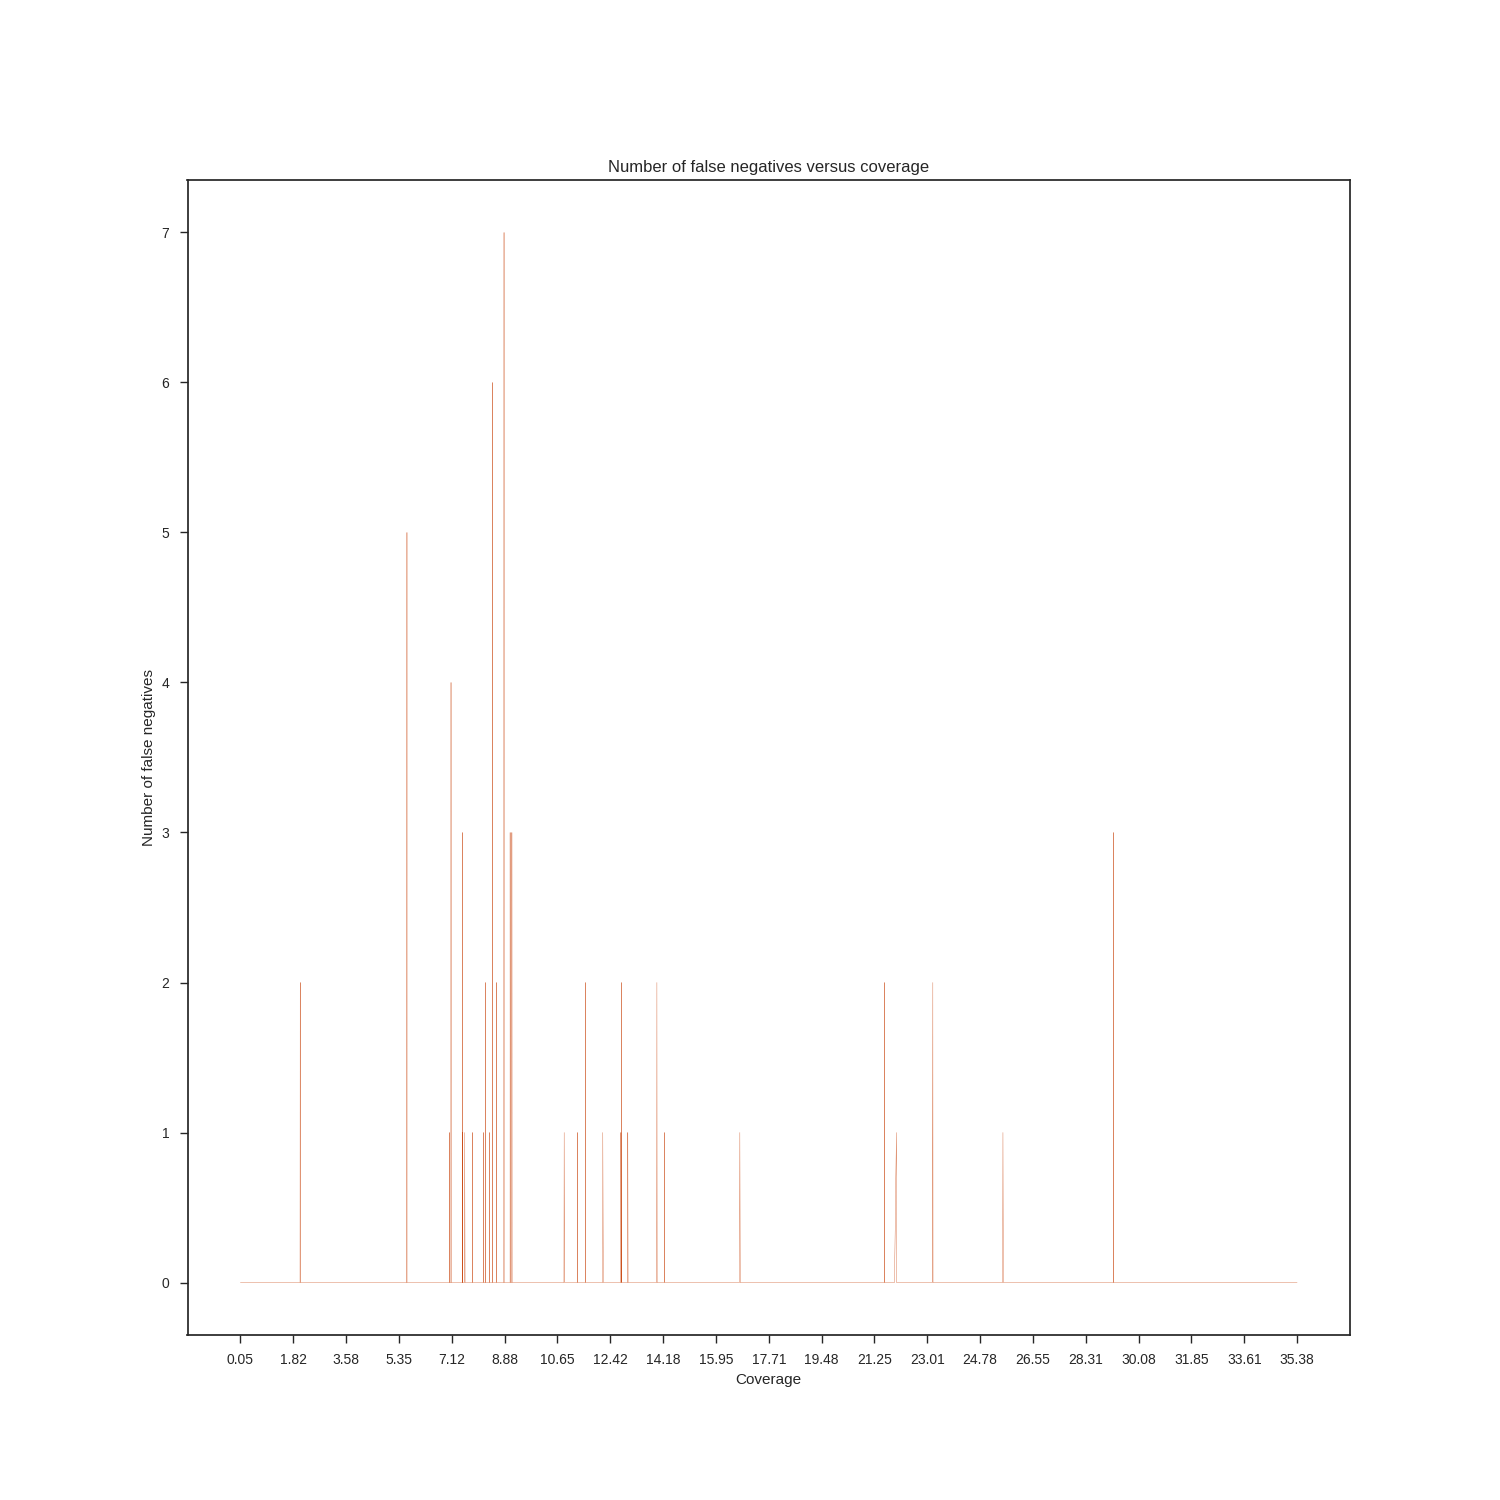 Number of false negatives versus coverage
7
6
5
4
3
2
1
0
Number of false negatives
0.05 1.82 3.58 5.35 7.12 8.88 10.65 12.42 14.18 15.95 17.71 19.48 21.25 23.01 24.78 26.55 28.31 30.08 31.85 33.61 35.38
Coverage